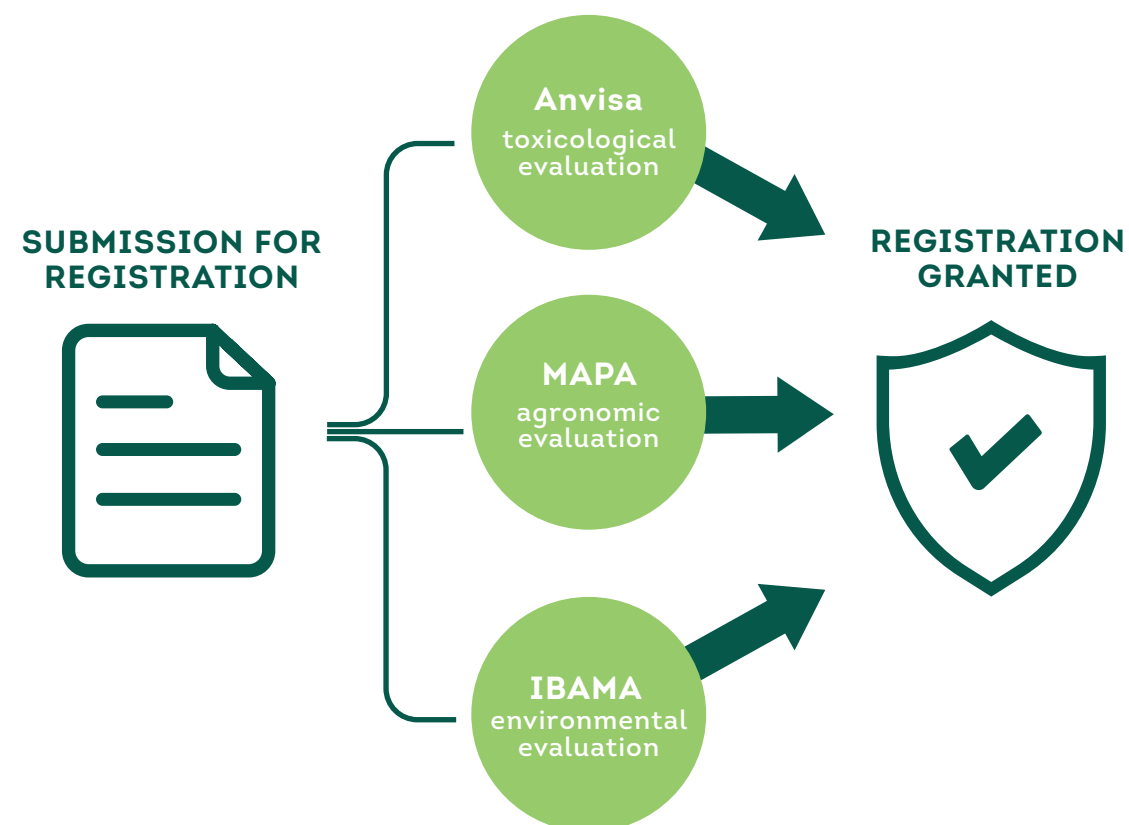 SUBMISSION FOR
REGISTRATION
Anvisa
toxicological
evaluation
MAPA
agronomic
evaluation
IBAMA
environmental
evaluation
REGISTRATION
GRANTED